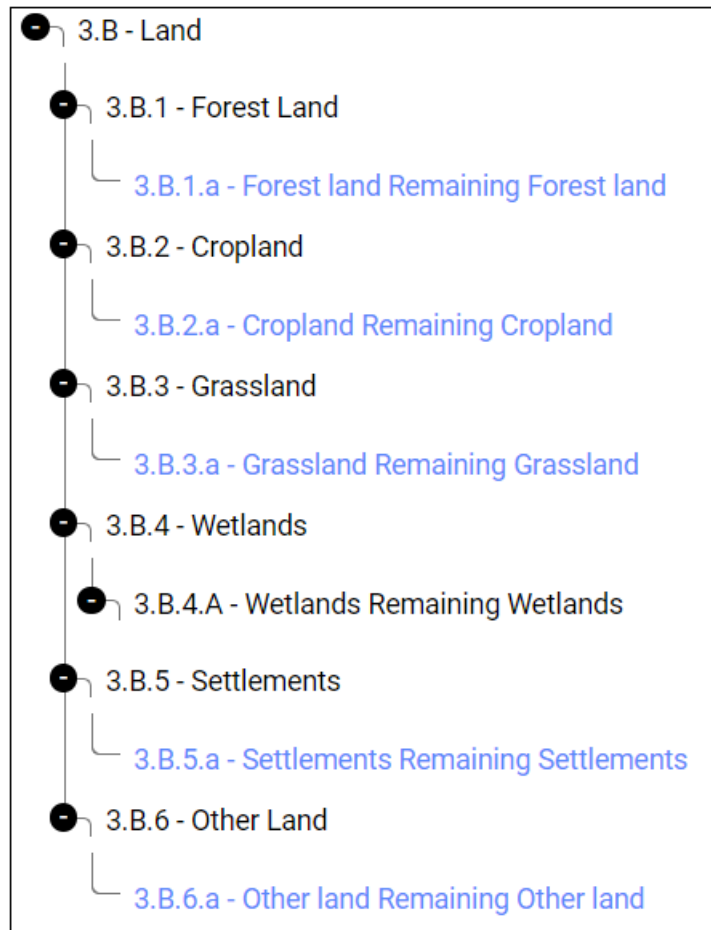 3.B - Land
3.B.1 - Forest Land
3.B.1.a - Forest land Remaining Forest land
3.B.2 - Cropland
3.B.2.a - Cropland Remaining Cropland
3.B.3 - Grassland
3.B.3.a - Grassland Remaining Grassland
3.B.4 - Wetlands
3.B.4.A - Wetlands Remaining Wetlands
3.B.5 - Settlements
3.B.5.a - Settlements Remaining Settlements
3.B.6 - Other Land
3.B.6.a - Other land Remaining Other land